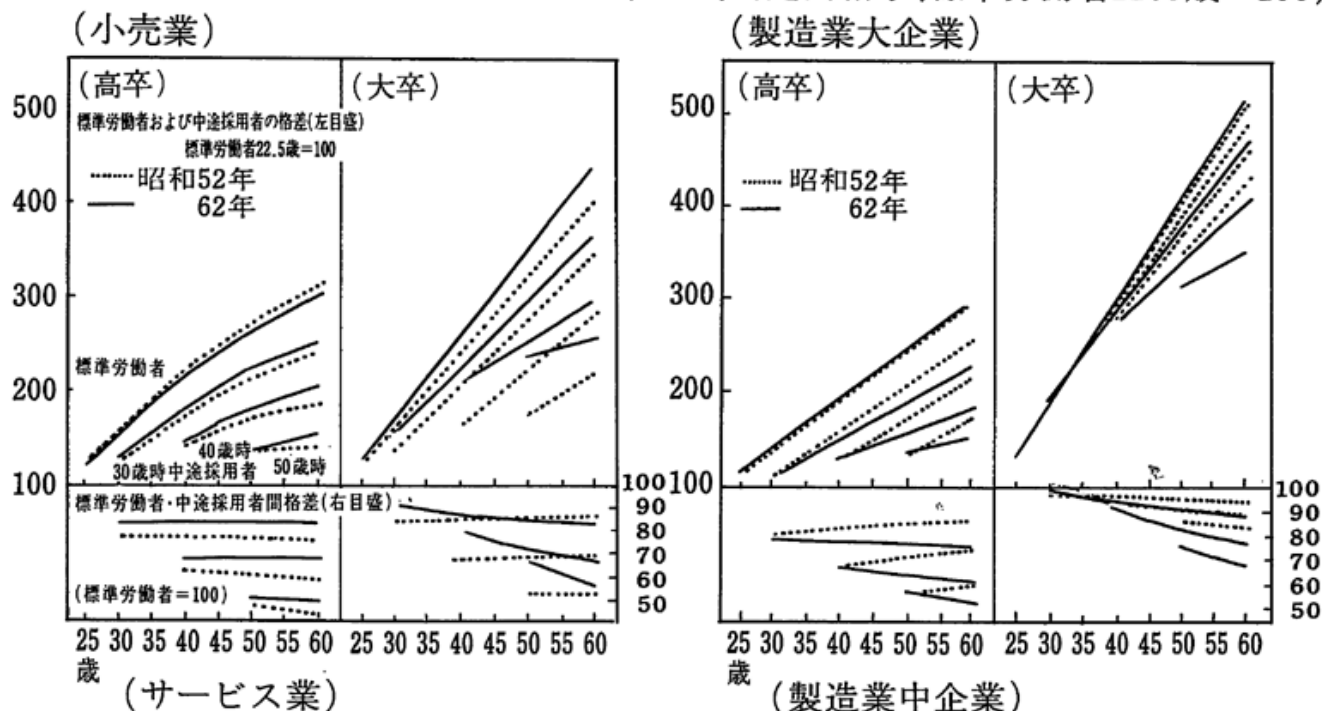 (小売業)
(高卒)
(大卒)
標準労働者および中途採用者の格差(左目盛)
標準労働者22.5歳=100
昭和52年
62年
500
400
300
200
100
標準労働者
40歳時
30歳時中途採用者
50歳時
標準労働者・中途採用者間格差(右目盛)
(標準労働者=100)
100
90
80
70
60
50
25 30 35 40 45 50 55 60
歳
25 30 35 40 45 50 55 60
(サービス業)
(製造業大企業)
(高卒)
(大卒)
昭和52年
62年
500
400
300
200
100
100
90
80
70
60
50
25 30 35 40 45 50 55 60
歳
25 30 35 40 45 50 55 60
(製造業中企業)